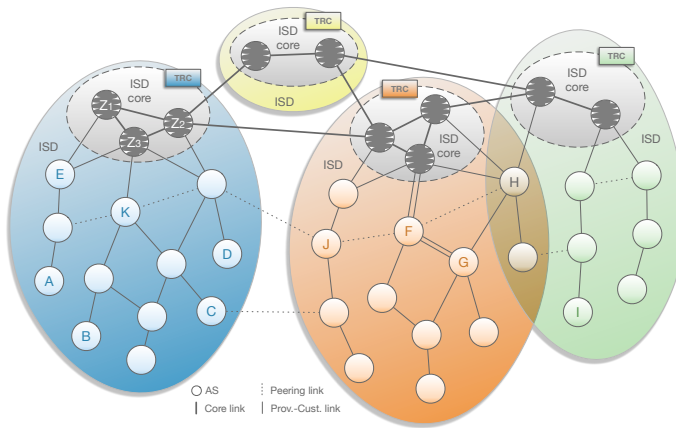 TRC
ISD
core
ISD
TRC
ISD
core
TRC
ISD
core
TRC
ISD
core
Z1
Z2
Z3
ISD
ISD
ISD
E
K
H
J
F
G
D
A
C
B
I
AS
Peering link
Core link
Prov.-Cust. link